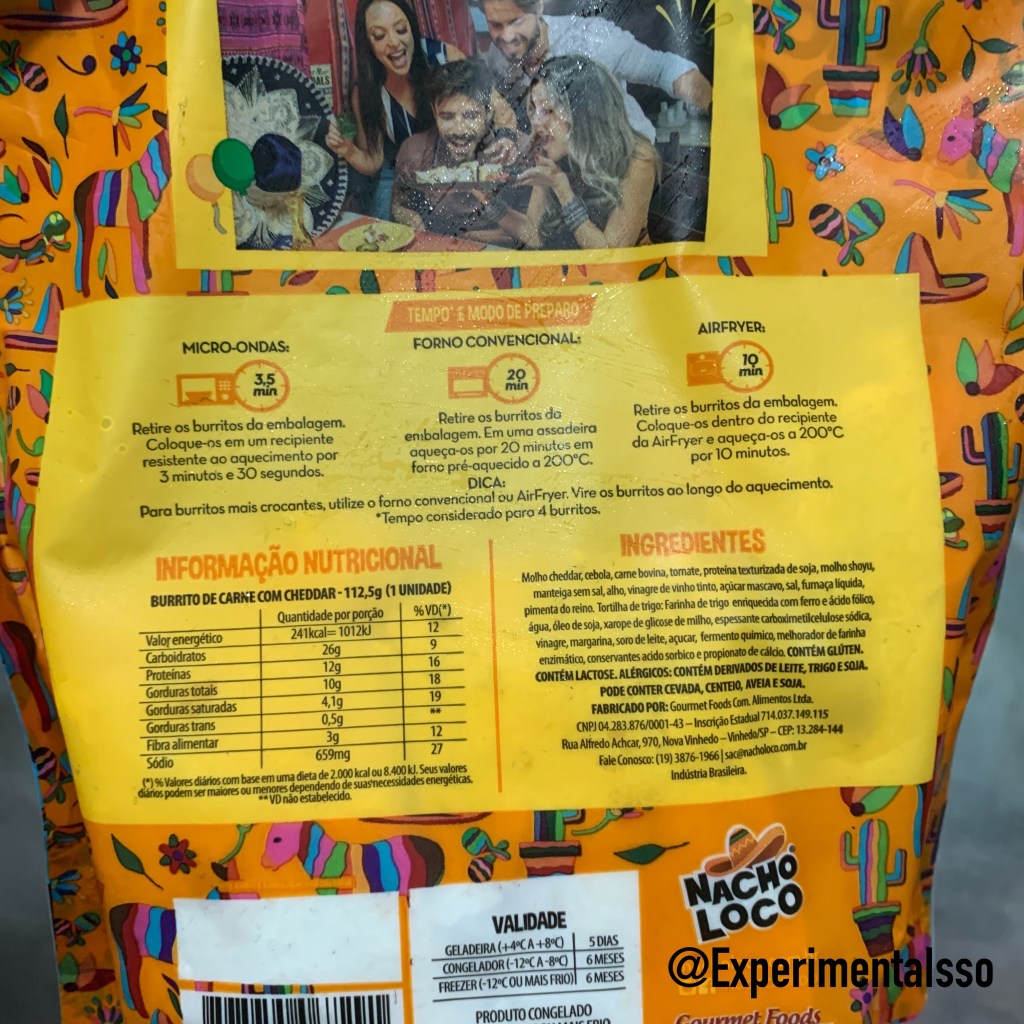 TEMPO* E MODO DE PREPARO
MICRO-ONDAS:
3,5 min
Retire os burritos da embalagem.
Coloque-os em um recipiente
resistente ao aquecimento por
3 minutos e 30 segundos.
FORNO CONVENCIONAL:
20 min
Retire os burritos da
embalagem. Em uma assadeira
aqueça-os por 20 minutos em
forno pré-aquecido a 200°C.
AIRFRYER:
10 min
Retire os burritos da embalagem.
Coloque-os dentro do recipiente
da AirFryer e aqueça-os a 200°C
por 10 minutos.
DICA:
Para burritos mais crocantes, utilize o forno convencional ou AirFryer. Vire os burritos ao longo do aquecimento.
*Tempo considerado para 4 burritos.
INFORMAÇÃO NUTRICIONAL
BURRITO DE CARNE COM CHEDDAR - 112,5g (1 UNIDADE)
Quantidade por porção % VD(*)
Valor energético 241kcal= 1012kJ 12
Carboidratos 26g 9
Proteínas 12g 16
Gorduras totais 10g 18
Gorduras saturadas 4,1g 19
Gorduras trans 0,5g **
Fibra alimentar 3g 12
Sódio 659mg 27
(*) % Valores diários com base em uma dieta de 2.000 kcal ou 8.400 kJ. Seus valores
diários podem ser maiores ou menores dependendo de suas necessidades energéticas.
** VD não estabelecido.
INGREDIENTES
Molho cheddar, cebola, carne bovina, tomate, proteína texturizada de soja, molho shoyu,
manteiga sem sal, alho, vinagre de vinho tinto, açúcar mascavo, sal, fumaça líquida,
pimenta do reino. Tortilha de trigo: Farinha de trigo enriquecida com ferro e ácido fólico,
água, óleo de soja, xarope de glicose de milho, espessante carboximetilcelulose sódica,
vinagre, margarina, soro de leite, açucar, fermento químico, melhorador de farinha
enzimático, conservantes acido sorbico e propionato de cálcio. CONTÉM GLÚTEN.
CONTÉM LACTOSE. ALÉRGICOS: CONTÉM DERIVADOS DE LEITE, TRIGO E SOJA.
PODE CONTER CEVADA, CENTEIO, AVEIA E SOJA.
FABRICADO POR: Gourmet Foods Com. Alimentos Ltda.
CNPJ 04.283.876/0001-43 – Inscrição Estadual 714.037.149.115
Rua Alfredo Achcar, 970, Nova Vinhedo – Vinhedo/SP – CEP: 13.284-144
Fale Conosco: (19) 3876-1966 | sac@nacholoco.com.br
Indústria Brasileira.
VALIDADE
GELADEIRA (+4ºC A +8ºC) 5 DIAS
CONGELADOR (-12ºC A -8ºC) 6 MESES
FREEZER (-12ºC OU MAIS FRIO) 6 MESES
PRODUTO CONGELADO
NACHO
LOCO
@Experimentalsso
Gourmet Foods